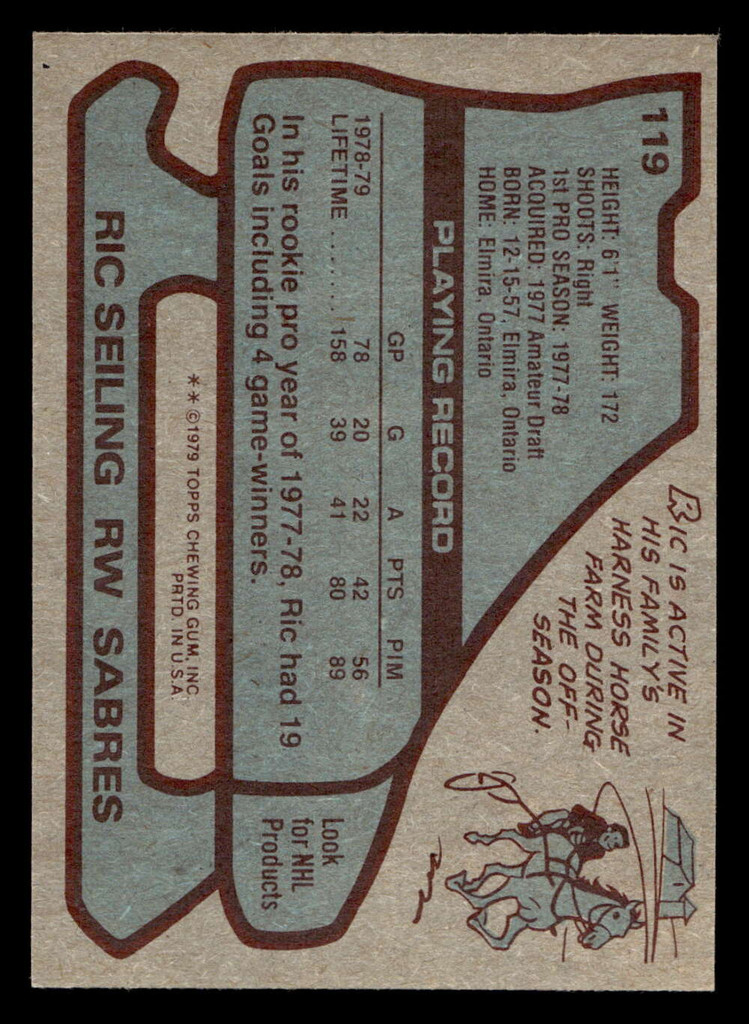 119
HEIGHT: 6'1" WEIGHT: 172
SHOOTS: Right
1st PRO SEASON: 1977-78
ACQUIRED: 1977 Amateur Draft
BORN: 12-15-57, Elmira, Ontario
HOME: Elmira, Ontario
RIC IS ACTIVE IN
HIS FAMILY'S
HARNESS HORSE
FARM DURING
THE OFF-
SEASON.
PLAYING RECORD
GP G A PTS PIM
1978-79 78 20 22 42 56
LIFETIME ........ 158 39 41 80 89
In his rookie pro year of 1977-78, Ric had 19
Goals including 4 game-winners.
Look
for NHL
Products
**©1979 TOPPS CHEWING GUM, INC
PRTD. IN U.S.A.
RIC SEILING RW SABRES